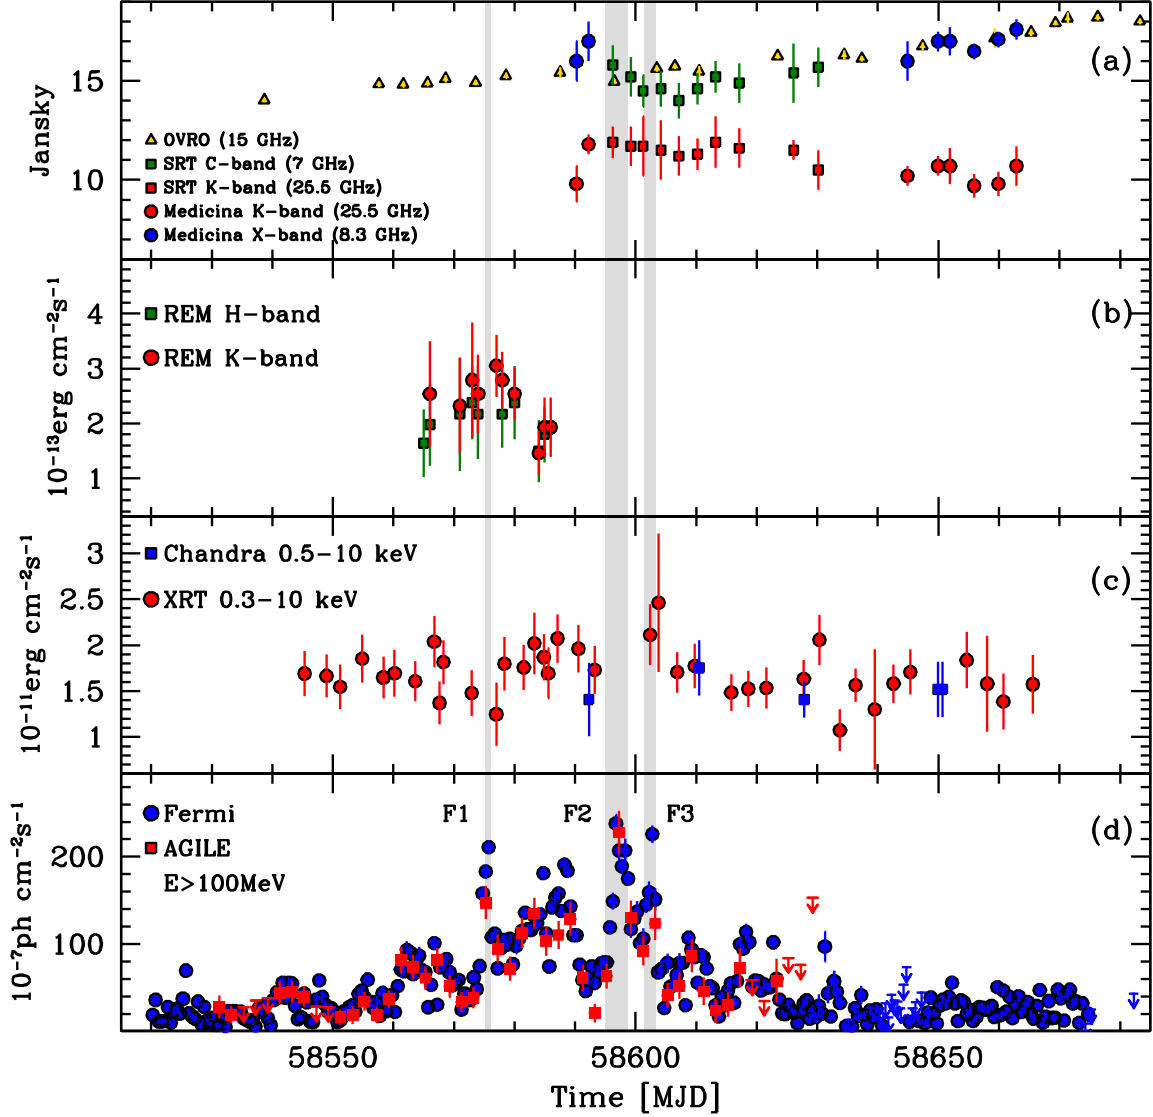 (a)
15
10
Jansky
OVRO (15 GHz)
SRT C-band (7 GHz)
SRT K-band (25.5 GHz)
Medicina K-band (25.5 GHz)
Medicina X-band (8.3 GHz)
(b)
4
3
2
1
10⁻¹³erg cm⁻²s⁻¹
REM H-band
REM K-band
(c)
3
2.5
2
1.5
1
10⁻¹¹erg cm⁻²s⁻¹
Chandra 0.5-10 keV
XRT 0.3-10 keV
(d)
200
100
10⁻⁷ph cm⁻²s⁻¹
Fermi
AGILE
E>100MeV
F1 F2 F3
58550 58600 58650
Time [MJD]